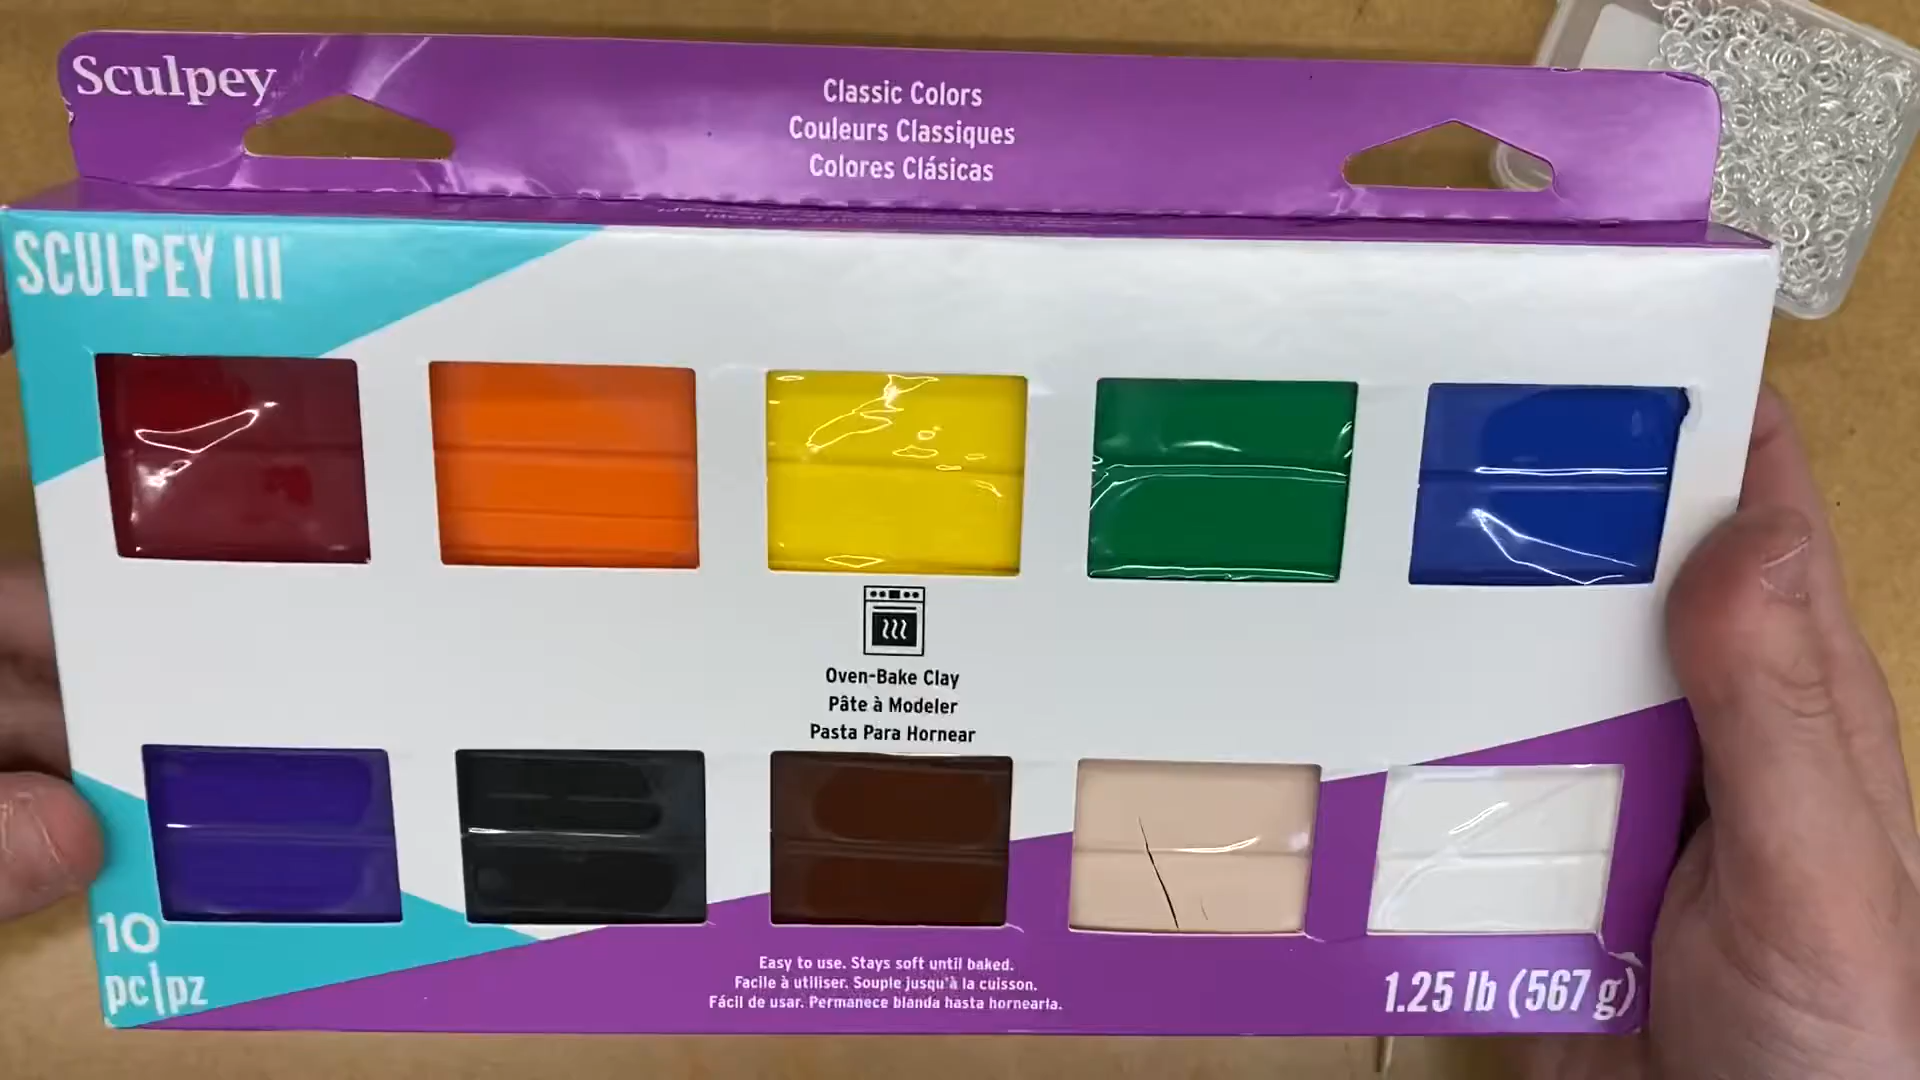 Sculpey
Classic Colors
Couleurs Classiques
Colores Clásicas
SCULPEY III
Oven-Bake Clay
Pâte à Modeler
Pasta Para Hornear
10
pc|pz
Easy to use. Stays soft until baked.
Facile à utiliser. Souple jusqu'à la cuisson.
Fácil de usar. Permanece blanda hasta hornearla.
1.25 lb (567 g)